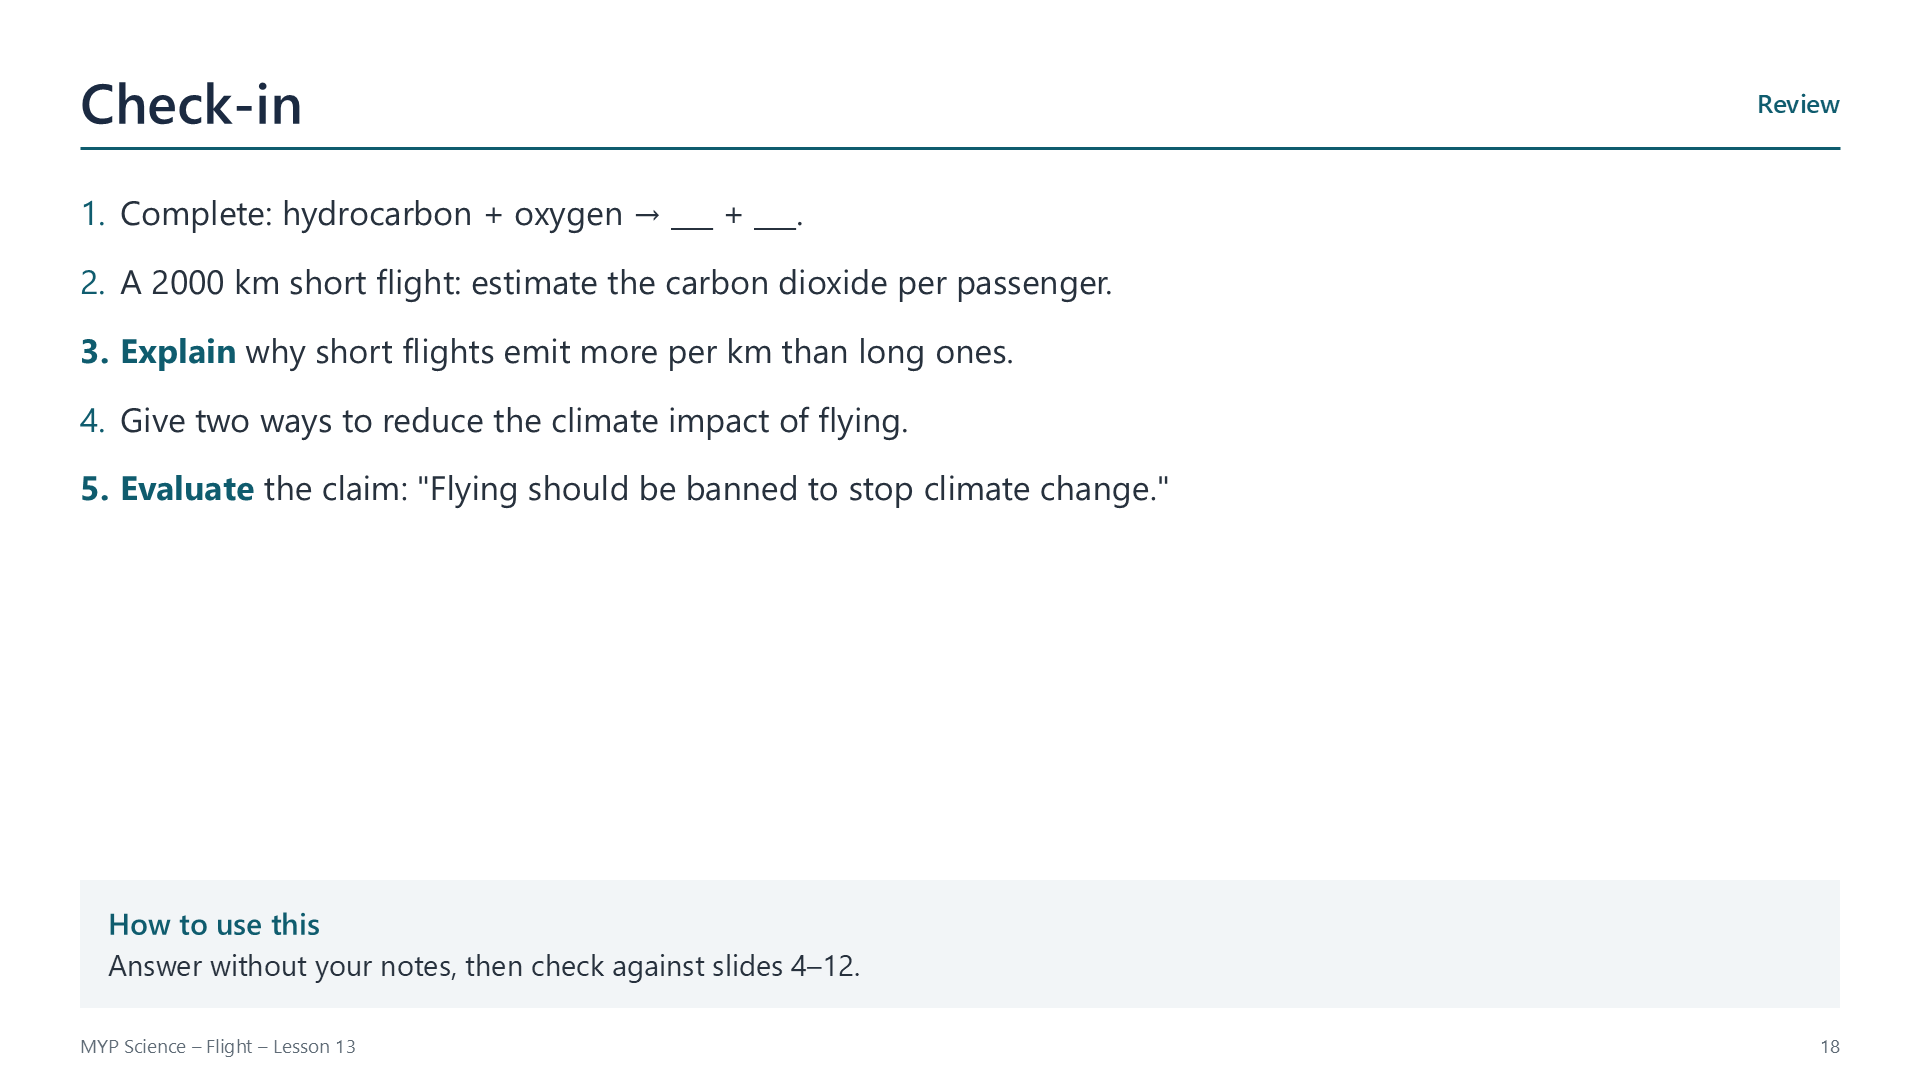 Check-in
Review
1. Complete: hydrocarbon + oxygen → ___ + ___.
2. A 2000 km short flight: estimate the carbon dioxide per passenger.
3. Explain why short flights emit more per km than long ones.
4. Give two ways to reduce the climate impact of flying.
5. Evaluate the claim: "Flying should be banned to stop climate change."
How to use this
Answer without your notes, then check against slides 4–12.
MYP Science – Flight – Lesson 13
18